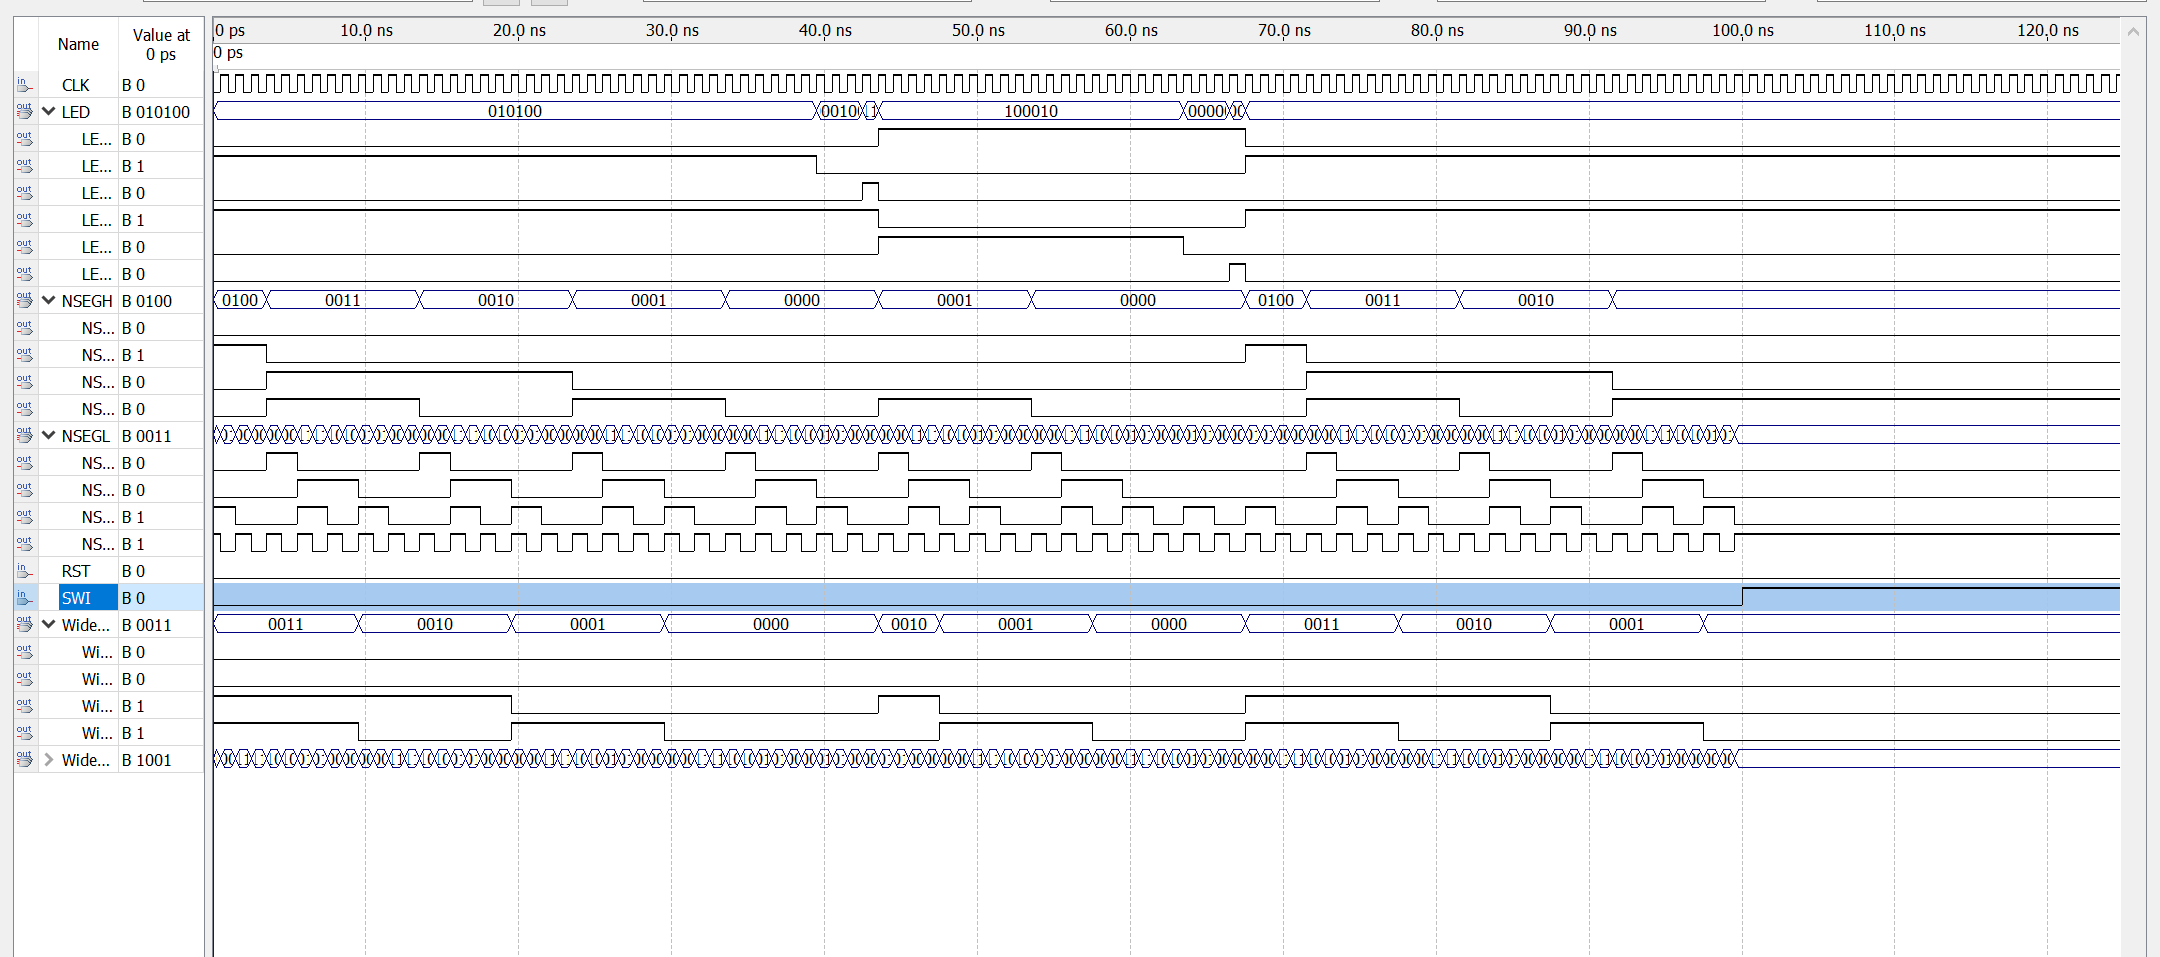 Name Value at 0 ps
0 ps 10.0 ns 20.0 ns 30.0 ns 40.0 ns 50.0 ns 60.0 ns 70.0 ns 80.0 ns 90.0 ns 100.0 ns 110.0 ns 120.0 ns
0 ps
in CLK B 0
out LED B 010100 010100 0010 100010 0000
out LE... B 0
out LE... B 1
out LE... B 0
out LE... B 1
out LE... B 0
out LE... B 0
out NSEGH B 0100 0100 0011 0010 0001 0000 0001 0000 0100 0011 0010
out NS... B 0
out NS... B 1
out NS... B 0
out NS... B 0
out NSEGL B 0011
out NS... B 0
out NS... B 0
out NS... B 1
out NS... B 1
in RST B 0
in SWI B 0
out Wide... B 0011 0011 0010 0001 0000 0010 0001 0000 0011 0010 0001
out Wi... B 0
out Wi... B 0
out Wi... B 1
out Wi... B 1
out Wide... B 1001